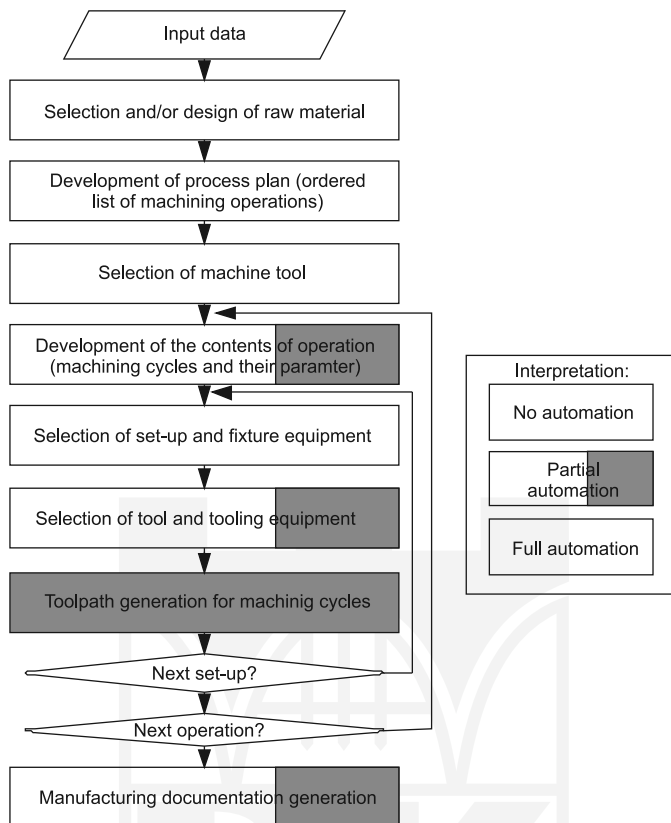 Input data
Selection and/or design of raw material
Development of process plan (ordered
list of machining operations)
Selection of machine tool
Development of the contents of operation
(machining cycles and their paramter)
Selection of set-up and fixture equipment
Selection of tool and tooling equipment
Toolpath generation for machinig cycles
Next set-up?
Next operation?
Manufacturing documentation generation
Interpretation:
No automation
Partial
automation
Full automation